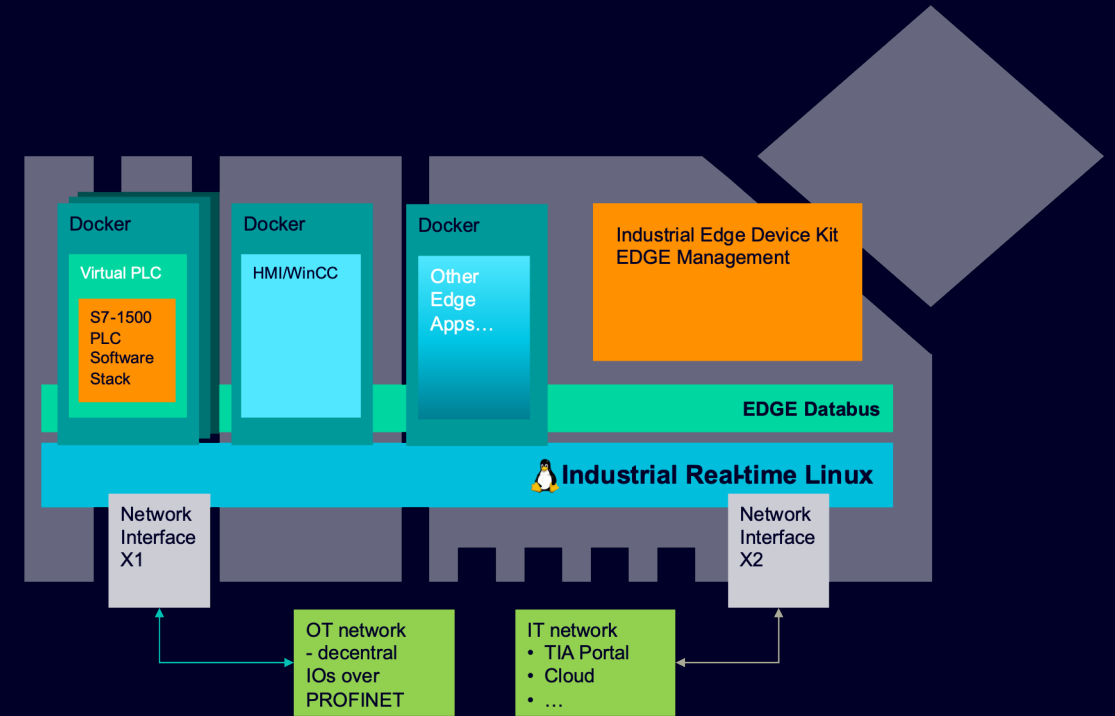 Docker
Virtual PLC
S7-1500
PLC
Software
Stack
Docker
HMI/WinCC
Docker
Other
Edge
Apps…
Industrial Edge Device Kit
EDGE Management
EDGE Databus
Industrial Real-time Linux
Network
Interface
X1
Network
Interface
X2
OT network
- decentral
IOs over
PROFINET
IT network
• TIA Portal
• Cloud
• …